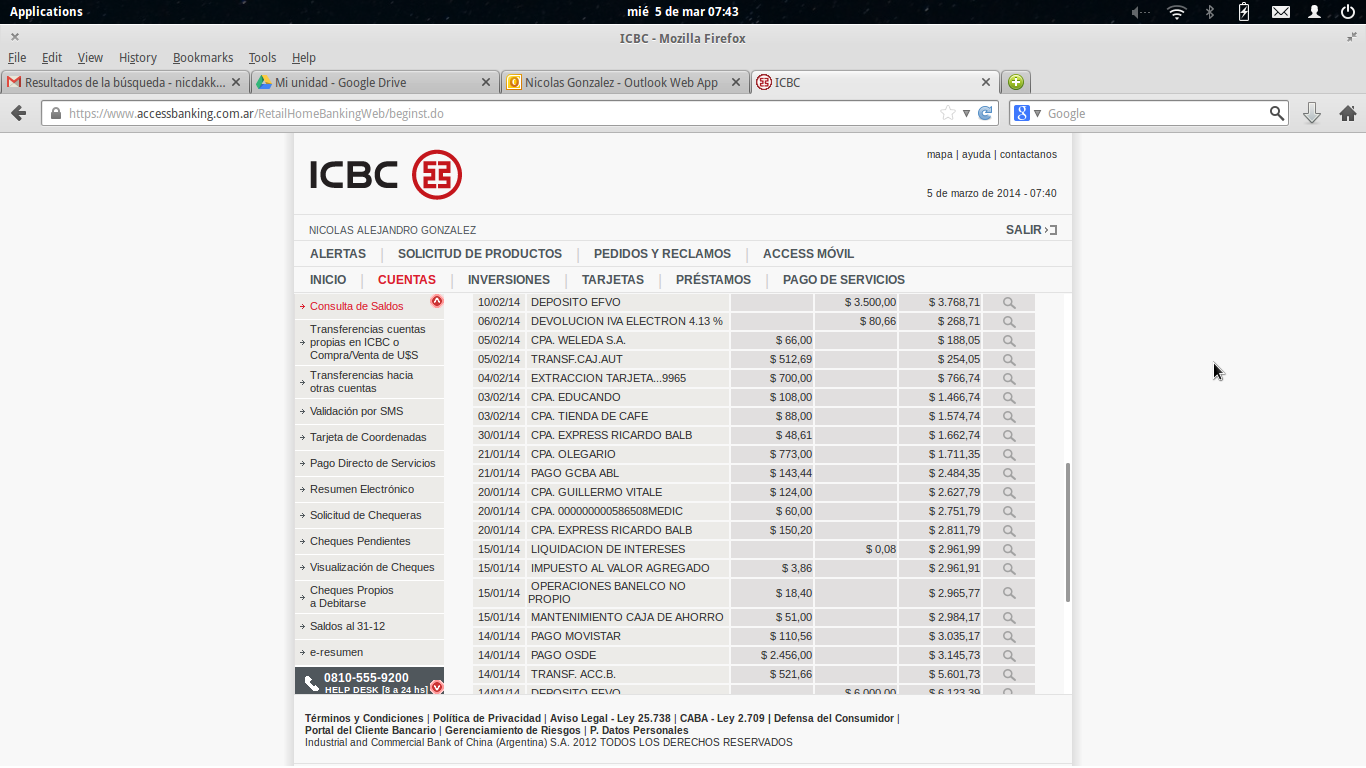 Applications
mié 5 de mar 07:43
ICBC - Mozilla Firefox
File Edit View History Bookmarks Tools Help
Resultados de la búsqueda - nicdakk...
Mi unidad - Google Drive
Nicolas Gonzalez - Outlook Web App
ICBC
https://www.accessbanking.com.ar/RetailHomeBankingWeb/beginst.do
Google
ICBC
mapa | ayuda | contactanos
5 de marzo de 2014 - 07:40
NICOLAS ALEJANDRO GONZALEZ
SALIR
ALERTAS | SOLICITUD DE PRODUCTOS | PEDIDOS Y RECLAMOS | ACCESS MÓVIL
INICIO | CUENTAS | INVERSIONES | TARJETAS | PRÉSTAMOS | PAGO DE SERVICIOS
Consulta de Saldos
Transferencias cuentas
propias en ICBC o
Compra/Venta de U$S
Transferencias hacia
otras cuentas
Validación por SMS
Tarjeta de Coordenadas
Pago Directo de Servicios
Resumen Electrónico
Solicitud de Chequeras
Cheques Pendientes
Visualización de Cheques
Cheques Propios
a Debitarse
Saldos al 31-12
e-resumen
0810-555-9200
HELP DESK [8 a 24 hs]
10/02/14 DEPOSITO EFVO $ 3.500,00 $ 3.768,71
06/02/14 DEVOLUCION IVA ELECTRON 4.13 % $ 80,66 $ 268,71
05/02/14 CPA. WELEDA S.A. $ 66,00 $ 188,05
05/02/14 TRANSF.CAJ.AUT $ 512,69 $ 254,05
04/02/14 EXTRACCION TARJETA...9965 $ 700,00 $ 766,74
03/02/14 CPA. EDUCANDO $ 108,00 $ 1.466,74
03/02/14 CPA. TIENDA DE CAFE $ 88,00 $ 1.574,74
30/01/14 CPA. EXPRESS RICARDO BALB $ 48,61 $ 1.662,74
21/01/14 CPA. OLEGARIO $ 773,00 $ 1.711,35
21/01/14 PAGO GCBA ABL $ 143,44 $ 2.484,35
20/01/14 CPA. GUILLERMO VITALE $ 124,00 $ 2.627,79
20/01/14 CPA. 000000000586508MEDIC $ 60,00 $ 2.751,79
20/01/14 CPA. EXPRESS RICARDO BALB $ 150,20 $ 2.811,79
15/01/14 LIQUIDACION DE INTERESES $ 0,08 $ 2.961,99
15/01/14 IMPUESTO AL VALOR AGREGADO $ 3,86 $ 2.961,91
15/01/14 OPERACIONES BANELCO NO
PROPIO $ 18,40 $ 2.965,77
15/01/14 MANTENIMIENTO CAJA DE AHORRO $ 51,00 $ 2.984,17
14/01/14 PAGO MOVISTAR $ 110,56 $ 3.035,17
14/01/14 PAGO OSDE $ 2.456,00 $ 3.145,73
14/01/14 TRANSF. ACC.B. $ 521,66 $ 5.601,73
14/01/14 DEPOSITO EFVO $ 6.000,00 $ 6.123,39
Términos y Condiciones | Política de Privacidad | Aviso Legal - Ley 25.738 | CABA - Ley 2.709 | Defensa del Consumidor |
Portal del Cliente Bancario | Gerenciamiento de Riesgos | P. Datos Personales
Industrial and Commercial Bank of China (Argentina) S.A. 2012 TODOS LOS DERECHOS RESERVADOS